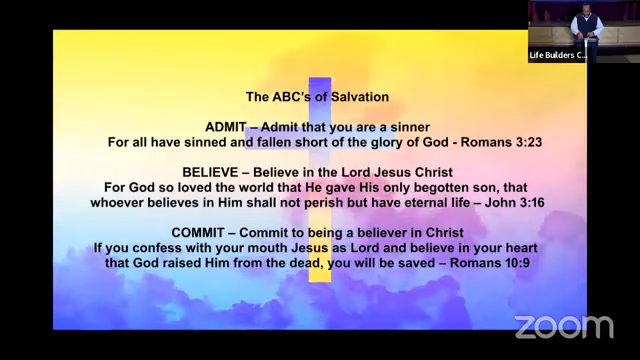 Life Builders C...
The ABC's of Salvation
ADMIT – Admit that you are a sinner
For all have sinned and fallen short of the glory of God - Romans 3:23
BELIEVE – Believe in the Lord Jesus Christ
For God so loved the world that He gave His only begotten son, that
whoever believes in Him shall not perish but have eternal life – John 3:16
COMMIT – Commit to being a believer in Christ
If you confess with your mouth Jesus as Lord and believe in your heart
that God raised Him from the dead, you will be saved – Romans 10:9
zoom